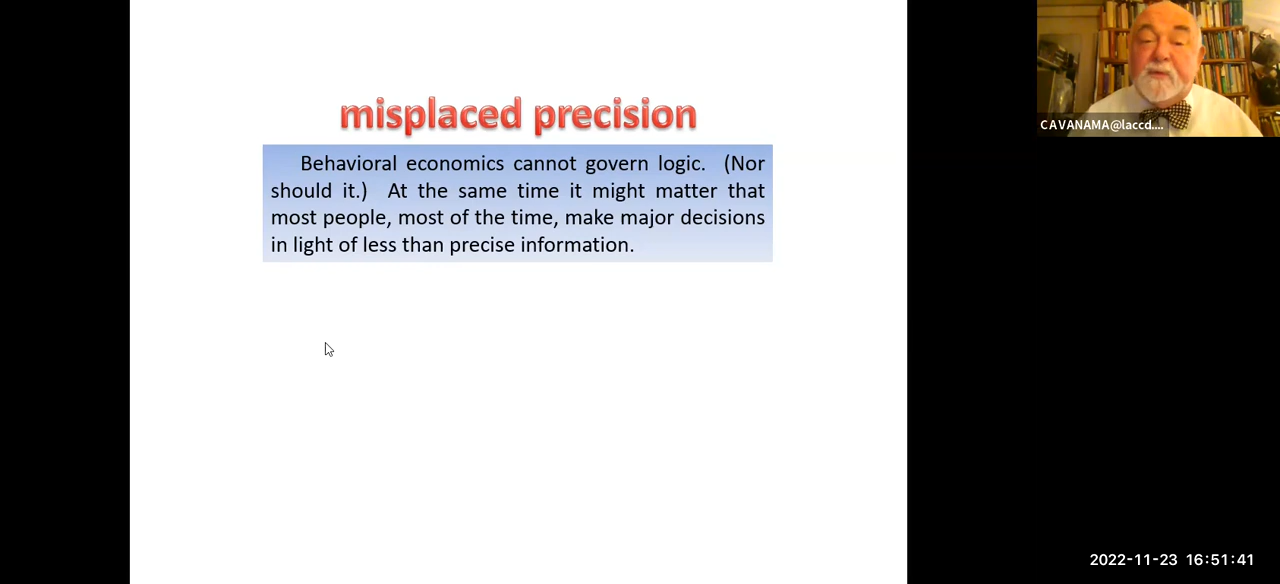 misplaced precision
Behavioral economics cannot govern logic. (Nor
should it.) At the same time it might matter that
most people, most of the time, make major decisions
in light of less than precise information.
CAVANAMA@laccd....
2022-11-23 16:51:41